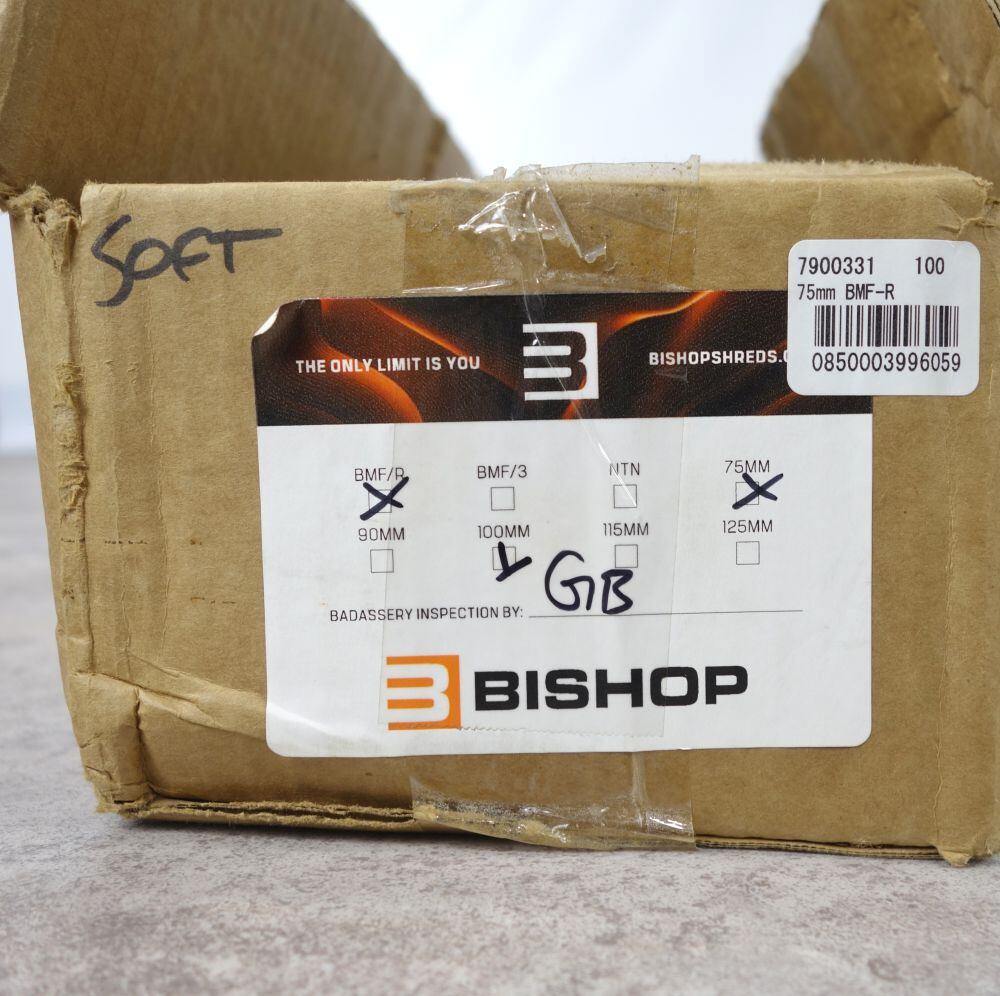 SOFT
7900331 100
75mm BMF-R
0850003996059
THE ONLY LIMIT IS YOU
B
BISHOPSHREDS.
BMF/R BMF/3 NTN 75MM
X X
90MM 100MM 115MM 125MM
BADASSERY INSPECTION BY: GB
B BISHOP